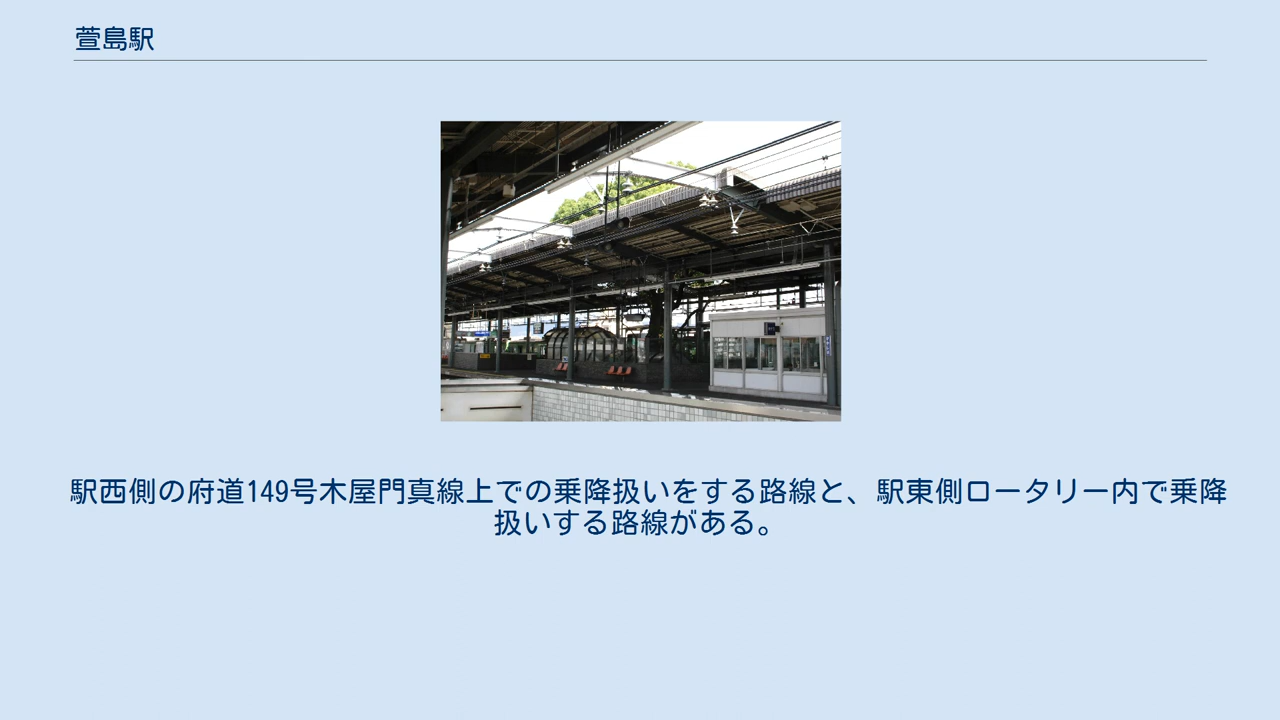 萱島駅
駅西側の府道149号木屋門真線上での乗降扱いをする路線と、駅東側ロータリー内で乗降
扱いする路線がある。